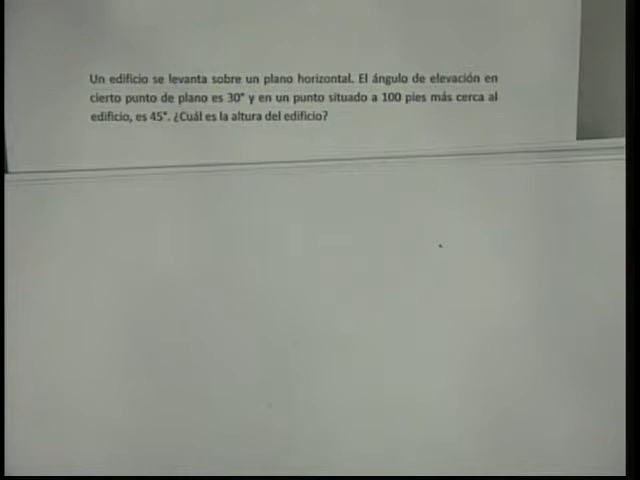 Un edificio se levanta sobre un plano horizontal. El ángulo de elevación en
cierto punto de plano es 30° y en un punto situado a 100 pies más cerca al
edificio, es 45°. ¿Cuál es la altura del edificio?